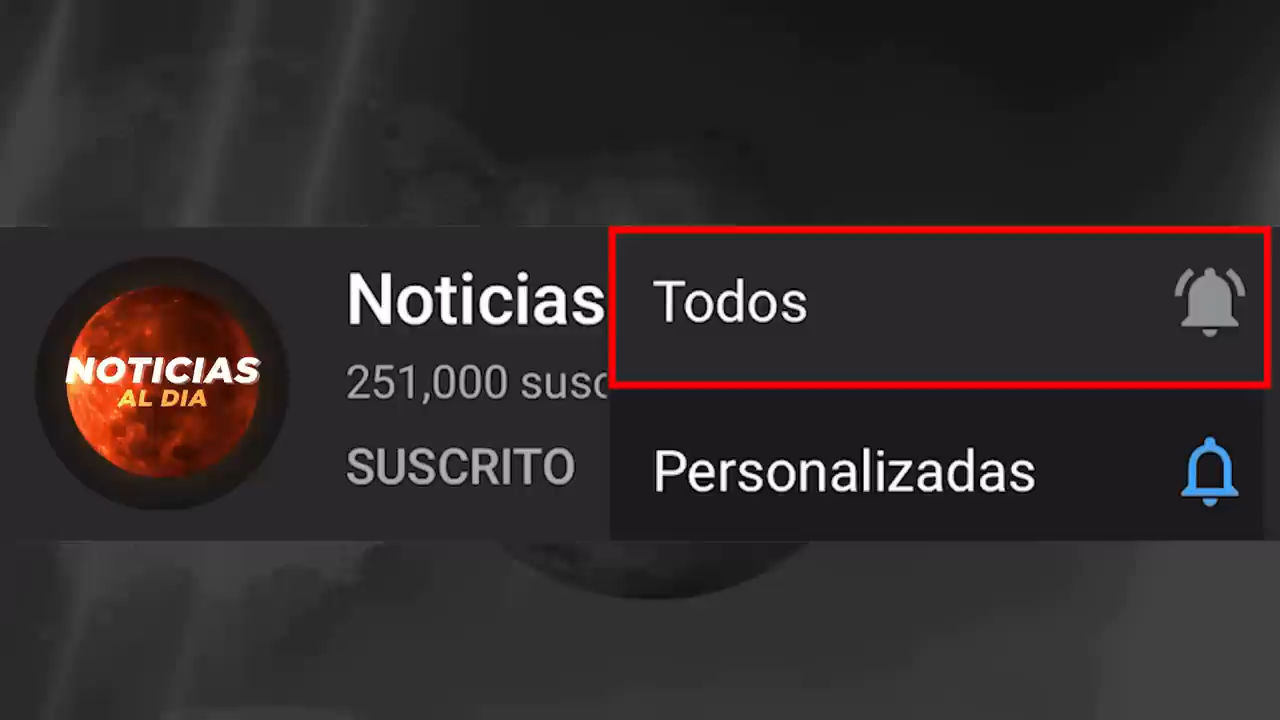 NOTICIAS
AL DIA
Noticias
251,000 susc
SUSCRITO
Todos
Personalizadas